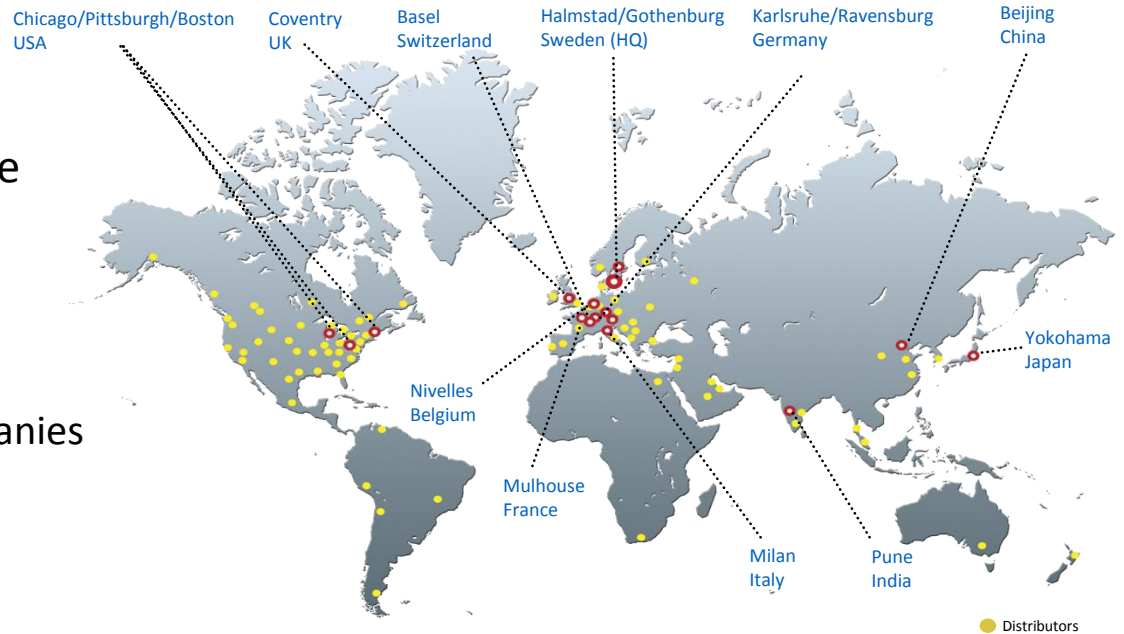 Chicago/Pittsburgh/Boston
USA
Coventry
UK
Basel
Switzerland
Halmstad/Gothenburg
Sweden (HQ)
Karlsruhe/Ravensburg
Germany
Beijing
China
e
anies
Yokohama
Japan
Nivelles
Belgium
Mulhouse
France
Milan
Italy
Pune
India
Distributors